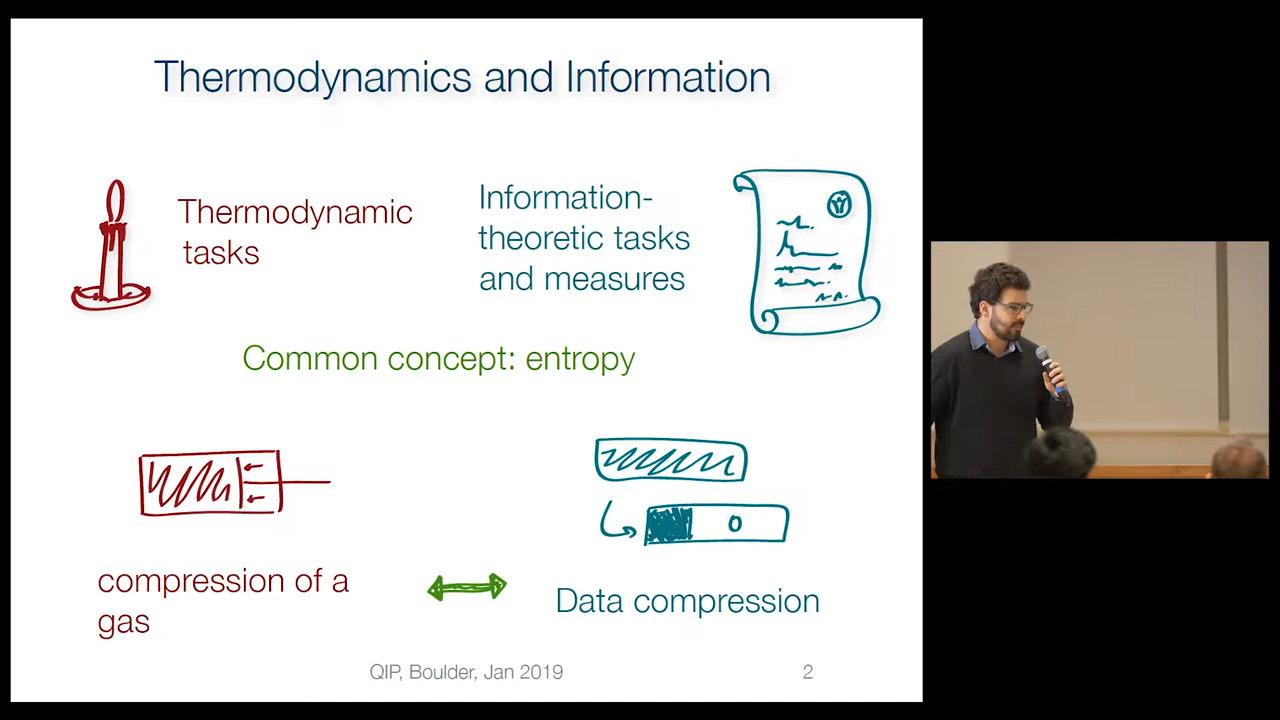 Thermodynamics and Information
Thermodynamic
tasks
Information-
theoretic tasks
and measures
Common concept: entropy
0
compression of a
gas
Data compression
QIP, Boulder, Jan 2019
2